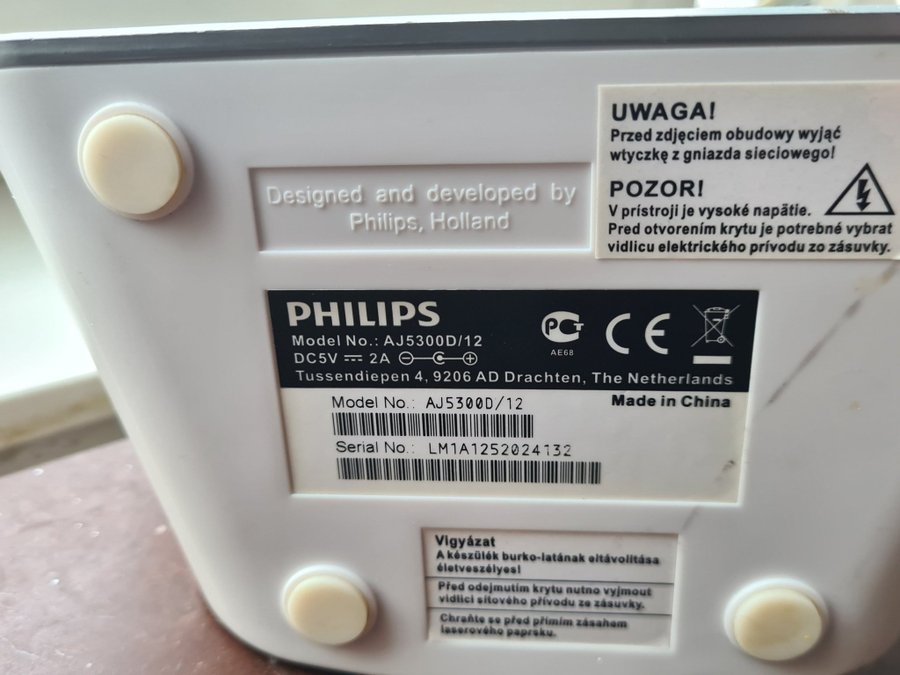 UWAGA!
Przed zdjęciem obudowy wyjąć
wtyczkę z gniazda sieciowego!
POZOR!
V prístroji je vysoké napätie.
Pred otvorením krytu je potrebné vybrat
vidlicu elektrického prívodu zo zásuvky.
Designed and developed by
Philips, Holland
PHILIPS
Model No.: AJ5300D/12
DC5V 2A
PCT
AE68
CE
Tussendiepen 4, 9206 AD Drachten, The Netherlands
Model No.: AJ5300D/12
Made in China
Serial No.: LM1A1252024132
Vigyázat
A készülék burko-latának eltávolitása
életveszélyes!
Před odejmutím krytu nutno vyjmout
vidlici síťového přívodu ze zásuvky.
Chraňte se před přímim zásahem
laserového paprsku.